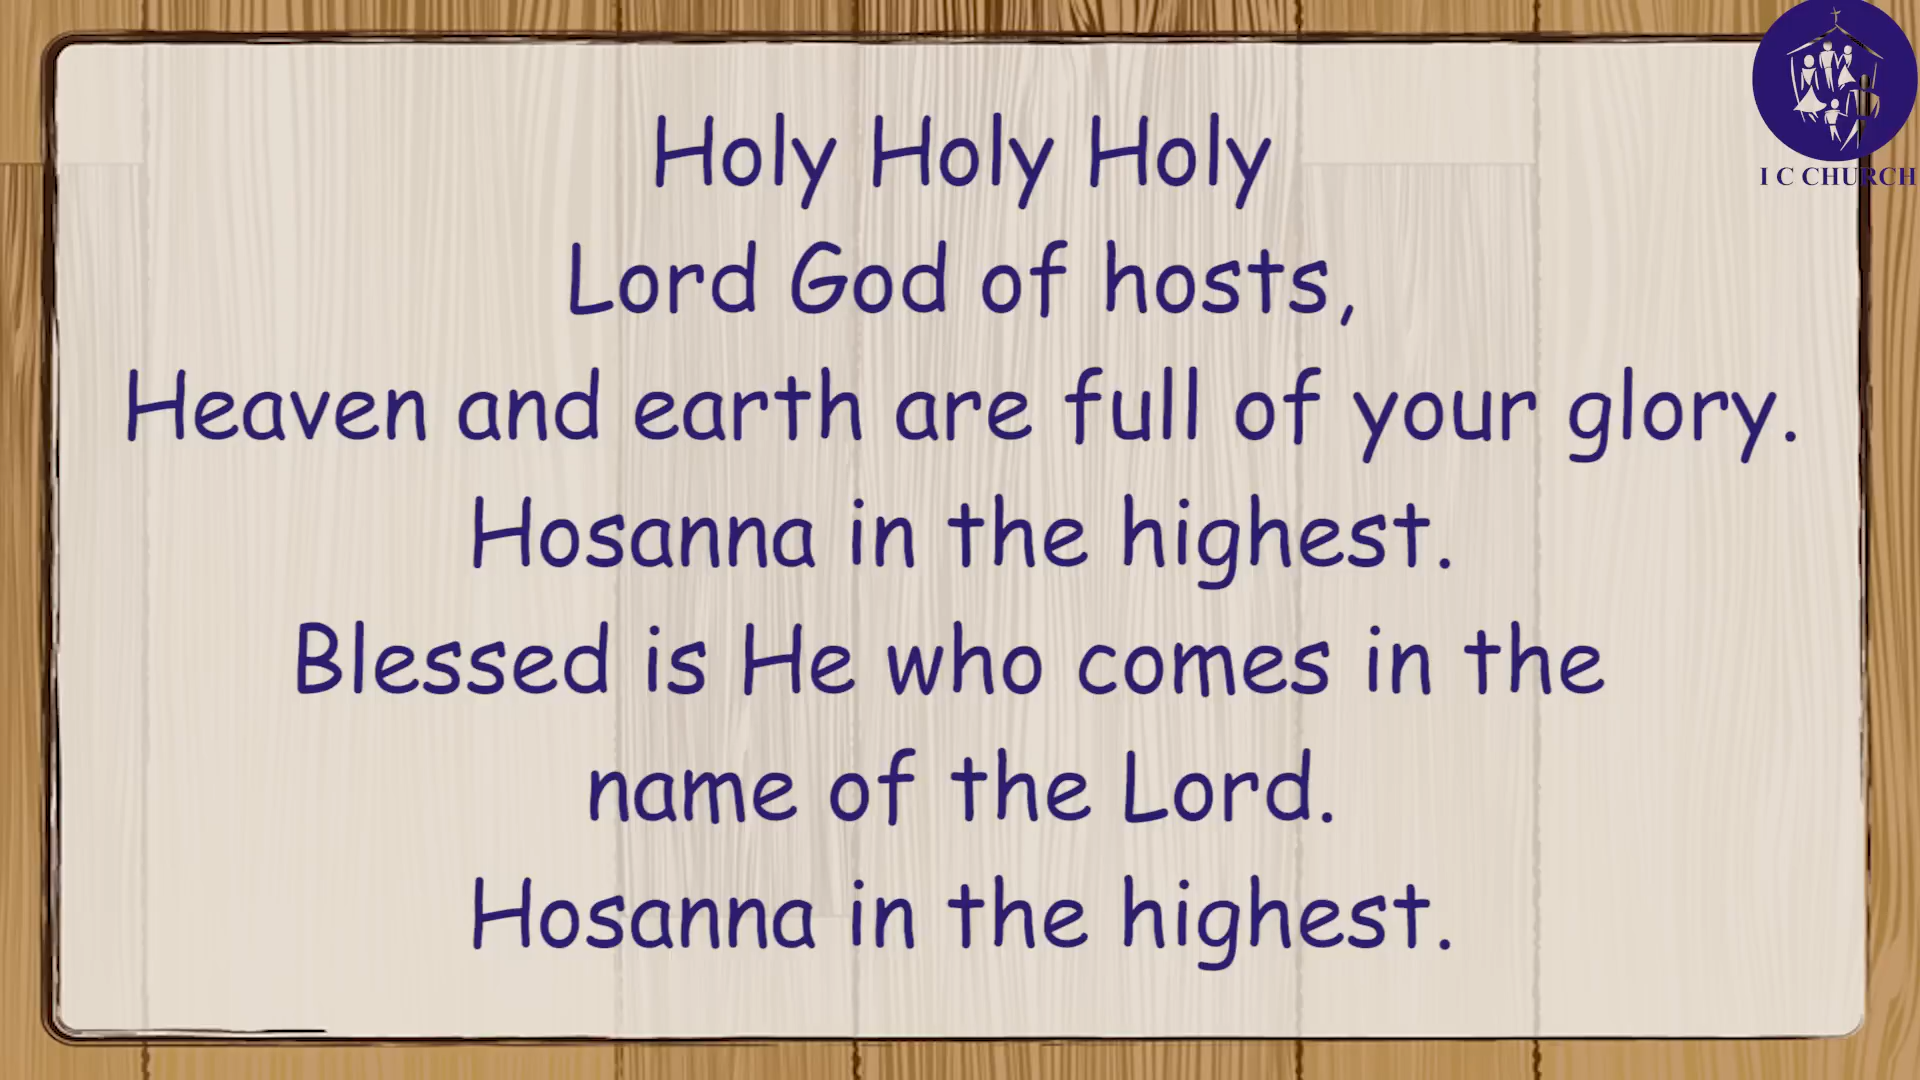 Holy Holy Holy
Lord God of hosts,
Heaven and earth are full of your glory.
Hosanna in the highest.
Blessed is He who comes in the
name of the Lord.
Hosanna in the highest.
I C CHURCH